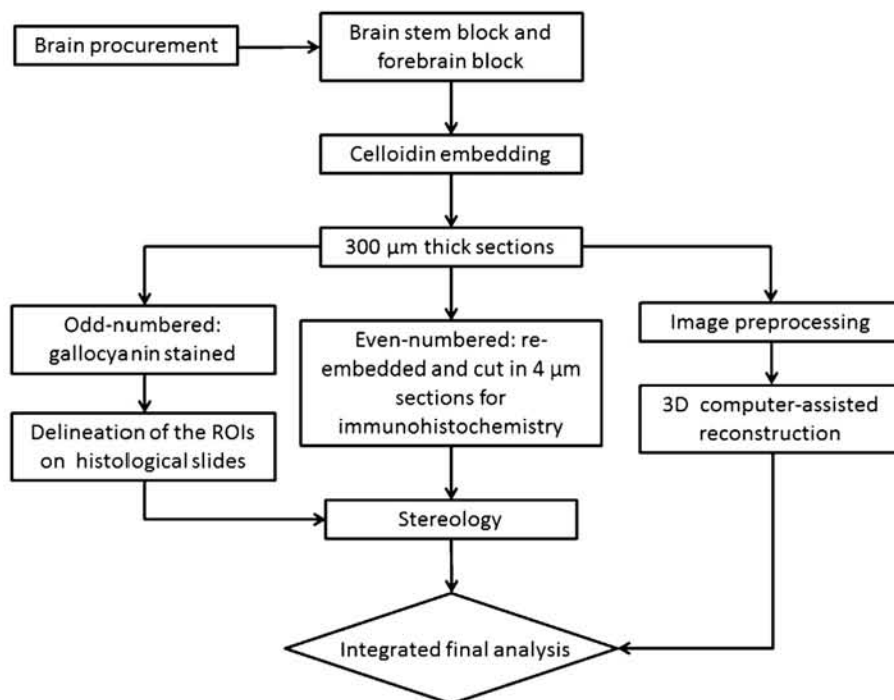 Brain procurement
Brain stem block and
forebrain block
Celloidin embedding
300 µm thick sections
Odd-numbered:
gallocyanin stained
Even-numbered: re-
embedded and cut in 4 µm
sections for
immunohistochemistry
Image preprocessing
Delineation of the ROIs
on histological slides
3D computer-assisted
reconstruction
Stereology
Integrated final analysis